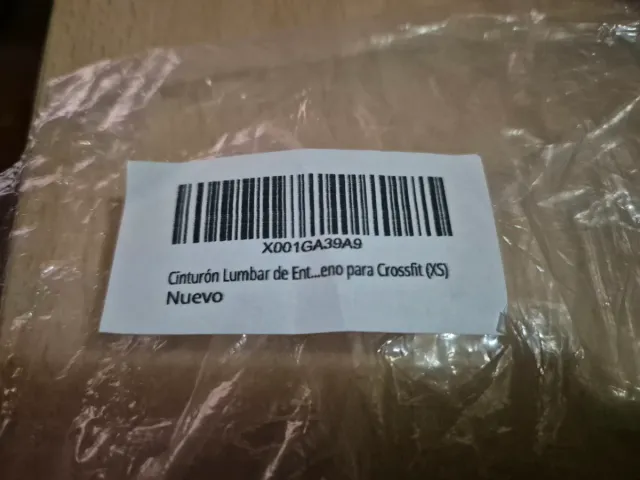 X001GA39A9
Cinturón Lumbar de Ent...eno para Crossfit (XS)
Nuevo